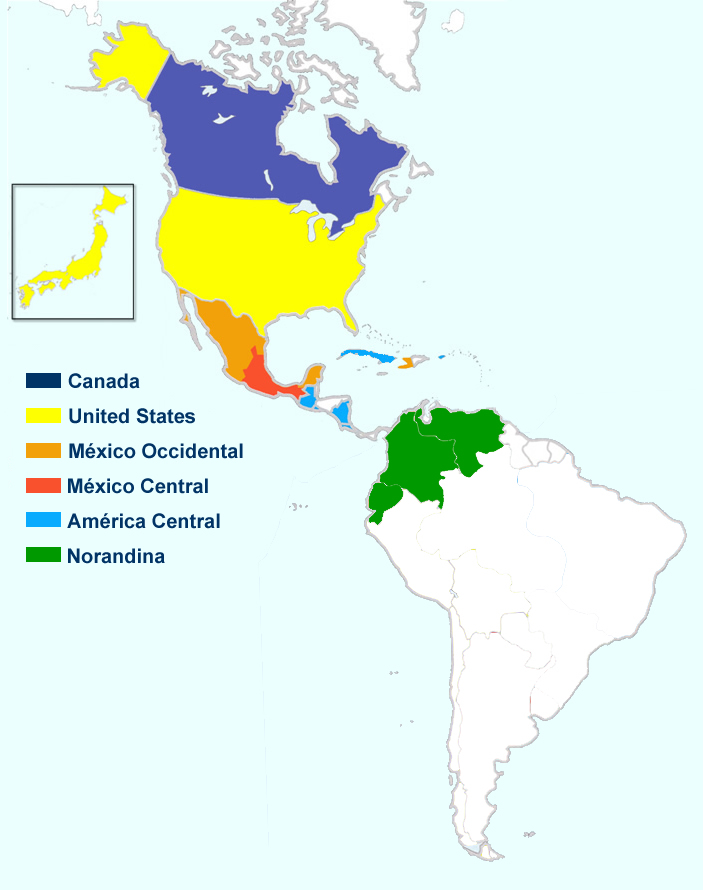 Canada
United States
México Occidental
México Central
América Central
Norandina